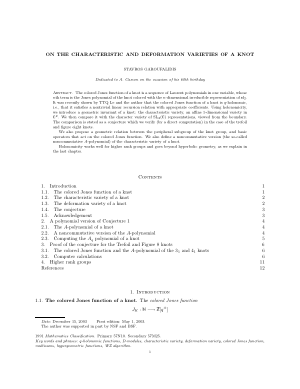 ON THE CHARACTERISTIC AND DEFORMATION VARIETIES OF A KNOT
STAVROS GAROUFALIDIS
Dedicated to A. Casson on the occasion of his 60th birthday
Abstract. The colored Jones function of a knot is a sequence of Laurent polynomials in one variable, whose
nth term is the Jones polynomial of the knot colored with the n-dimensional irreducible representation of
It was recently shown by TTQ Le and the author that the colored Jones function of a knot is q-holonomic,
i.e., that it satisfies a nontrivial linear recursion relation with appropriate coefficients. Using holonomicity,
we introduce a geometric invariant of a knot: the characteristic variety, an affine 1-dimensional variety in
We then compare it with the character variety of SL2(C) representations, viewed from the boundary.
The comparison is stated as a conjecture which we verify (by a direct computation) in the case of the trefoil
and figure eight knots.
We also propose a geometric relation between the peripheral subgroup of the knot group, and basic
operators that act on the colored Jones function. We also define a noncommutative version (the so-called
noncommutative A-polynomial) of the characteristic variety of a knot.
Holonomicity works well for higher rank groups and goes beyond hyperbolic geometry, as we explain in
the last chapter.
Contents
1. Introduction 1
1.1. The colored Jones function of a knot 1
1.2. The characteristic variety of a knot 2
1.3. The deformation variety of a knot 2
1.4. The conjecture 3
1.5. Acknowledgement 3
2. A polynomial version of Conjecture 1 4
2.1. The A-polynomial of a knot 4
2.2. A noncommutative version of the A-polynomial 4
2.3. Computing the Aq polynomial of a knot 5
3. Proof of the conjecture for the Trefoil and Figure 8 knots 6
3.1. The colored Jones function and the A-polynomial of the 31 and 41 knots 6
3.2. Computer calculations 6
4. Higher rank groups 11
References 12
1. Introduction
1.1. The colored Jones function of a knot. The colored Jones function
Date: December 15, 2003 First edition: May 1, 2003.
The author was supported in part by NSF and BSF.
1991 Mathematics Classification. Primary 57N10. Secondary 57M25.
Key words and phrases: q-holonomic functions, D-modules, characteristic variety, deformation variety, colored Jones function,
multisums, hypergeometric functions, WZ algorithm.
1